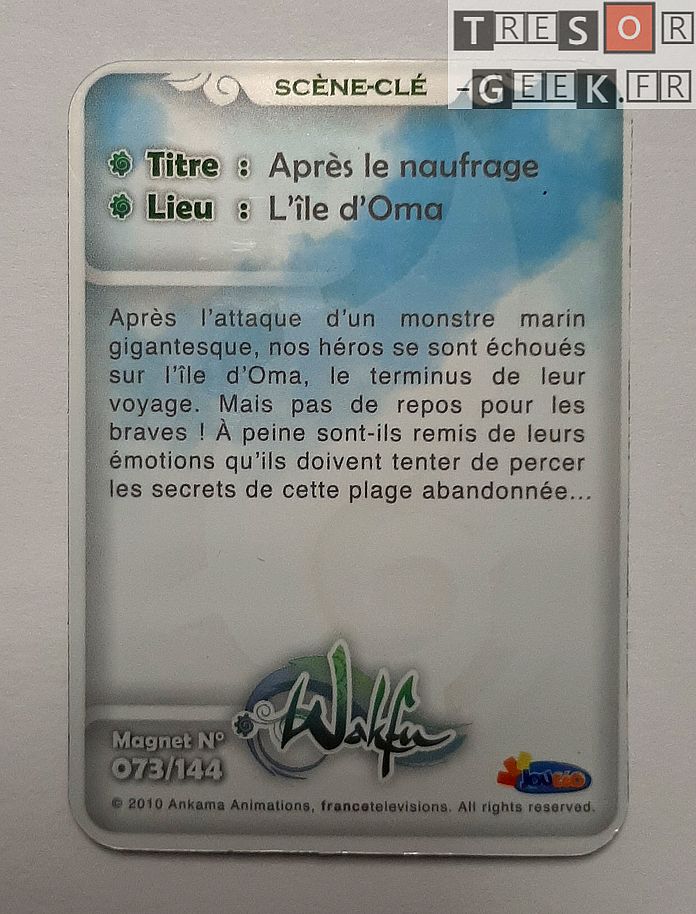 TRESOR
-GEEK.FR
SCÈNE-CLÉ
Titre : Après le naufrage
Lieu : L'île d'Oma
Après l'attaque d'un monstre marin
gigantesque, nos héros se sont échoués
sur l'île d'Oma, le terminus de leur
voyage. Mais pas de repos pour les
braves ! À peine sont-ils remis de leurs
émotions qu'ils doivent tenter de percer
les secrets de cette plage abandonnée...
Wakfu
Magnet N°
073/144
JOUÉCO
© 2010 Ankama Animations, francetelevisions. All rights reserved.